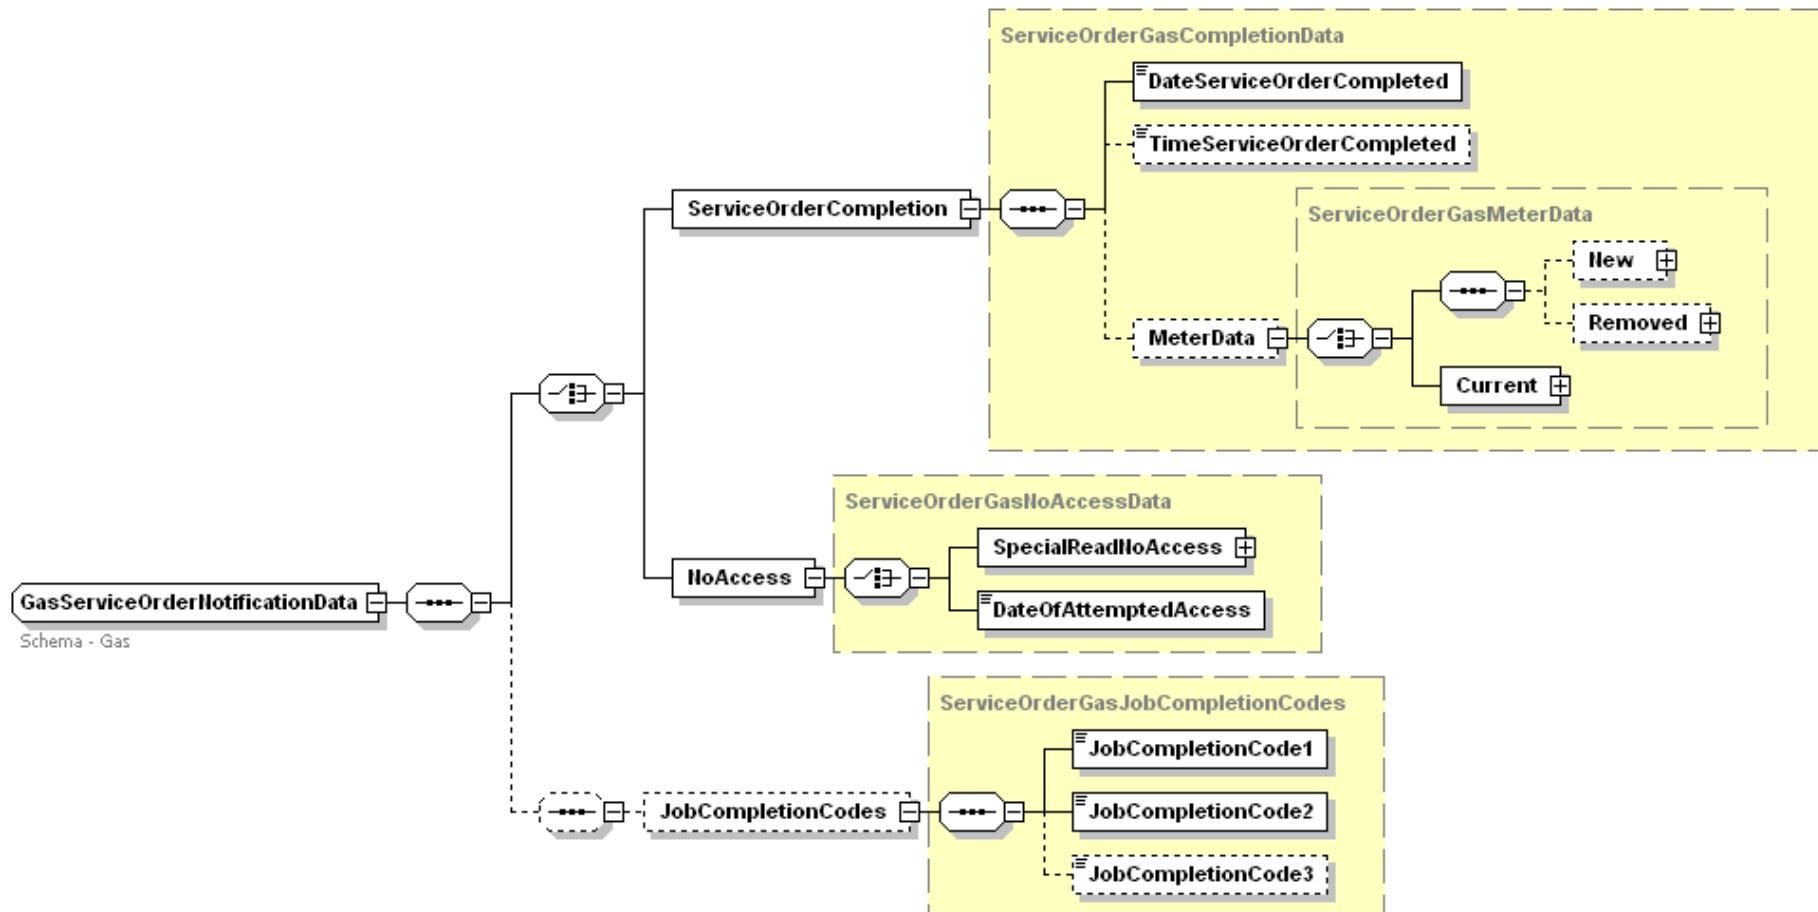 ServiceOrderGasCompletionData
DateServiceOrderCompleted
TimeServiceOrderCompleted
ServiceOrderCompletion
ServiceOrderGasMeterData
New
Removed
MeterData
Current
ServiceOrderGasNoAccessData
SpecialReadNoAccess
NoAccess
DateOfAttemptedAccess
GasServiceOrderNotificationData
Schema - Gas
ServiceOrderGasJobCompletionCodes
JobCompletionCode1
JobCompletionCodes
JobCompletionCode2
JobCompletionCode3